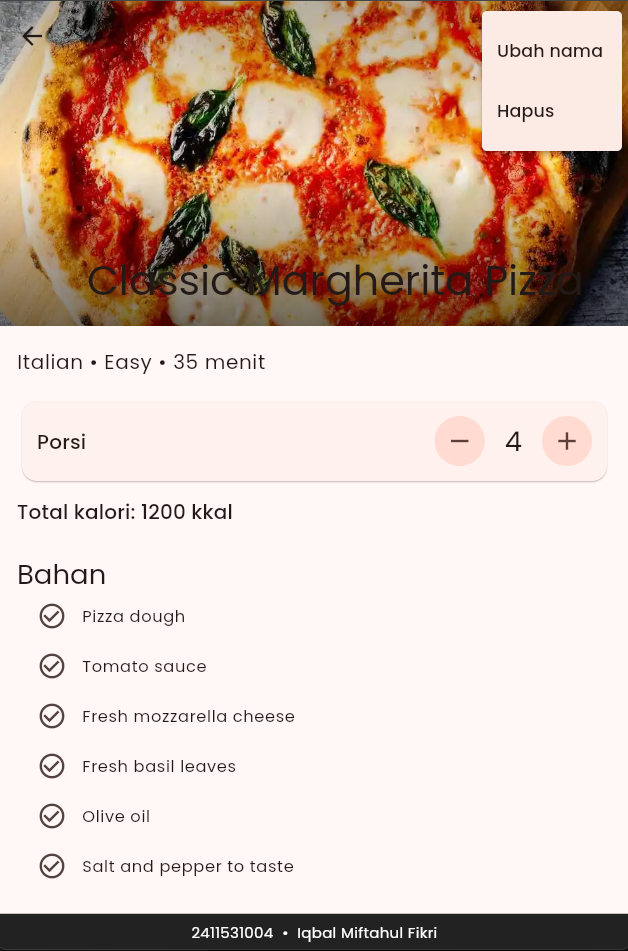 Ubah nama
Hapus
Classic Margherita Pizza
Italian • Easy • 35 menit
Porsi
4
Total kalori: 1200 kkal
Bahan
Pizza dough
Tomato sauce
Fresh mozzarella cheese
Fresh basil leaves
Olive oil
Salt and pepper to taste
2411531004 • Iqbal Miftahul Fikri